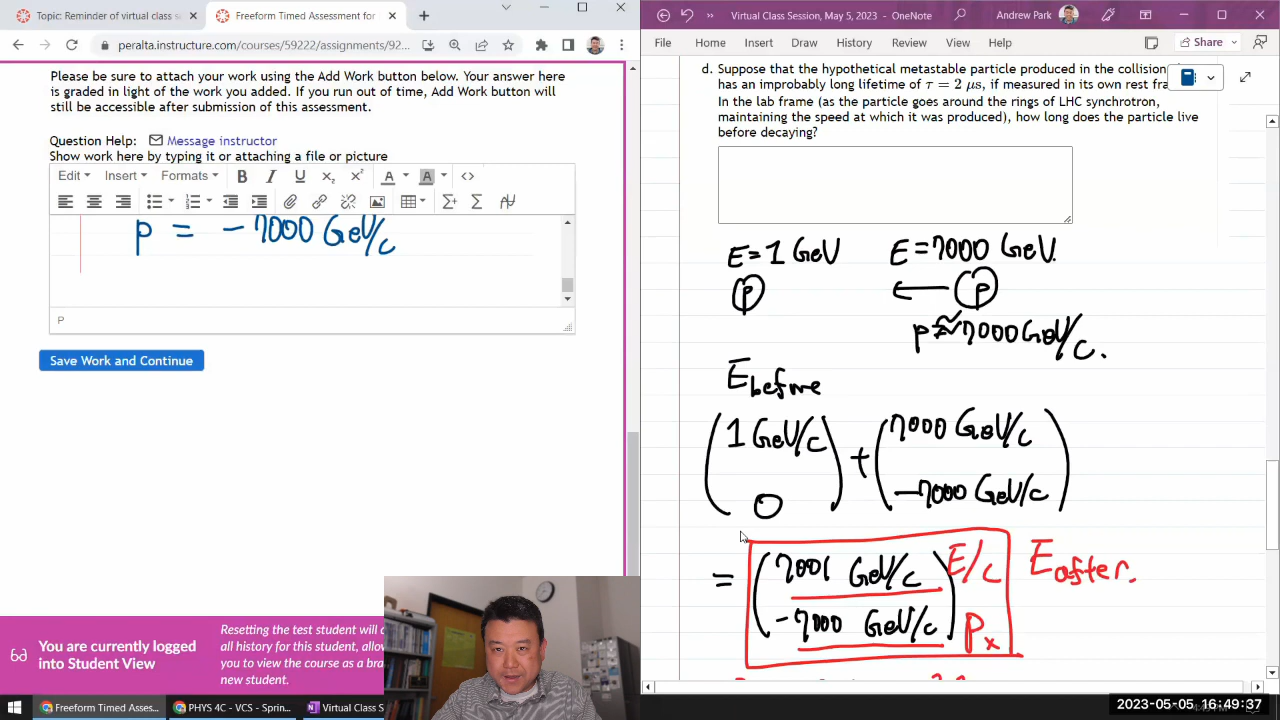 Topic: Reminder of virtual class s
Freeform Timed Assessment for
peralta.instructure.com/courses/59222/assignments/92...
Please be sure to attach your work using the Add Work button below. Your answer here
is graded in light of the work you added. If you run out of time, Add Work button will
still be accessible after submission of this assessment.
Question Help: Message instructor
Show work here by typing it or attaching a file or picture
Edit Insert Formats B I U X₂ X² A A <>
p = - 7000 GeV/c
P
Save Work and Continue
You are currently logged
into Student View
Resetting the test student will c
all history for this student, allow
you to view the course as a bra
new student.
Freeform Timed Asses...
PHYS 4C - VCS - Sprin...
Virtual Class
Virtual Class Session, May 5, 2023 - OneNote
Andrew Park
File Home Insert Draw History Review View Help Share
d. Suppose that the hypothetical metastable particle produced in the collision
has an improbably long lifetime of τ = 2 μs, if measured in its own rest fra
In the lab frame (as the particle goes around the rings of LHC synchrotron,
maintaining the speed at which it was produced), how long does the particle live
before decaying?
E = 1 GeV E = 7000 GeV.
p p
p ≈ 7000 GeV/c.
E before
1 GeV/c + 7000 GeV/c
0 -7000 GeV/c
= 7001 GeV/c E/c E after.
-7000 GeV/c px
2023-05-05 16:49:37